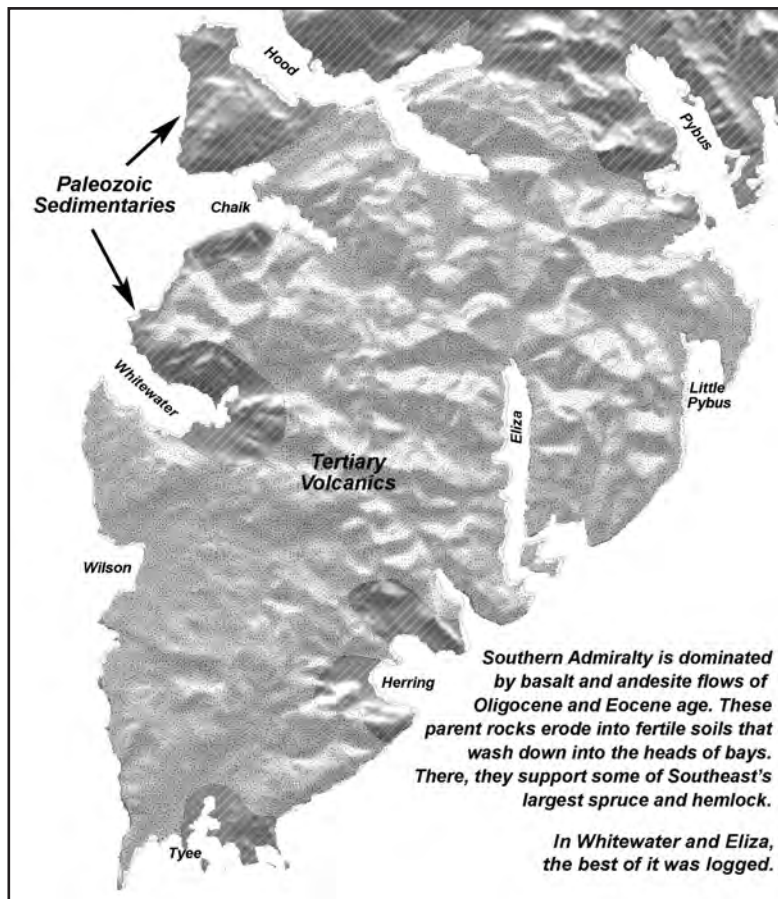 Hood
Pybus
Paleozoic
Sedimentaries
Chaik
Whitewater
Little
Pybus
Eliza
Tertiary
Volcanics
Wilson
Herring
Southern Admiralty is dominated
by basalt and andesite flows of
Oligocene and Eocene age. These
parent rocks erode into fertile soils that
wash down into the heads of bays.
There, they support some of Southeast's
largest spruce and hemlock.
In Whitewater and Eliza,
the best of it was logged.
Tyee